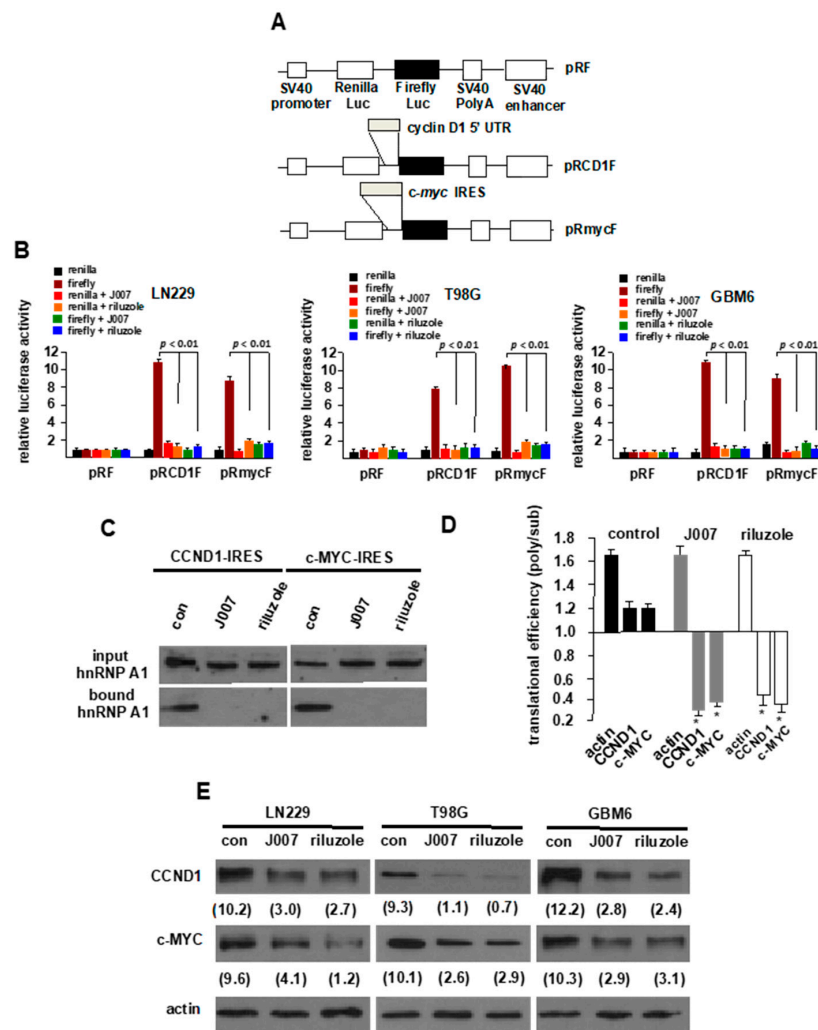 A
pRF
SV40 promoter
Renilla Luc
Firefly Luc
SV40 PolyA
SV40 enhancer
cyclin D1 5' UTR
pRCD1F
c-myc IRES
pRmycF
B
relative luciferase activity
renilla
firefly
renilla + J007
renilla + riluzole
firefly + J007
firefly + riluzole
LN229
p < 0.01
p < 0.01
12
10
8
6
4
2
pRF
pRCD1F
pRmycF
relative luciferase activity
renilla
firefly
renilla + J007
firefly + J007
renilla + riluzole
firefly + riluzole
T98G
p < 0.01
p < 0.01
12
10
8
6
4
2
pRF
pRCD1F
pRmycF
relative luciferase activity
renilla
firefly
renilla + J007
firefly + J007
renilla + riluzole
firefly + riluzole
GBM6
p < 0.01
p < 0.01
12
10
8
6
4
2
pRF
pRCD1F
pRmycF
C
CCND1-IRES
c-MYC-IRES
con
J007
riluzole
con
J007
riluzole
input hnRNP A1
bound hnRNP A1
D
translational efficiency (poly/sub)
control
J007
riluzole
1.8
1.6
1.4
1.2
1.0
0.6
0.4
0.2
*
*
*
*
actin
CCND1
c-MYC
actin
CCND1
c-MYC
actin
CCND1
c-MYC
E
LN229
T98G
GBM6
con J007 riluzole
con J007 riluzole
con J007 riluzole
CCND1
(10.2) (3.0) (2.7)
(9.3) (1.1) (0.7)
(12.2) (2.8) (2.4)
c-MYC
(9.6) (4.1) (1.2)
(10.1) (2.6) (2.9)
(10.3) (2.9) (3.1)
actin